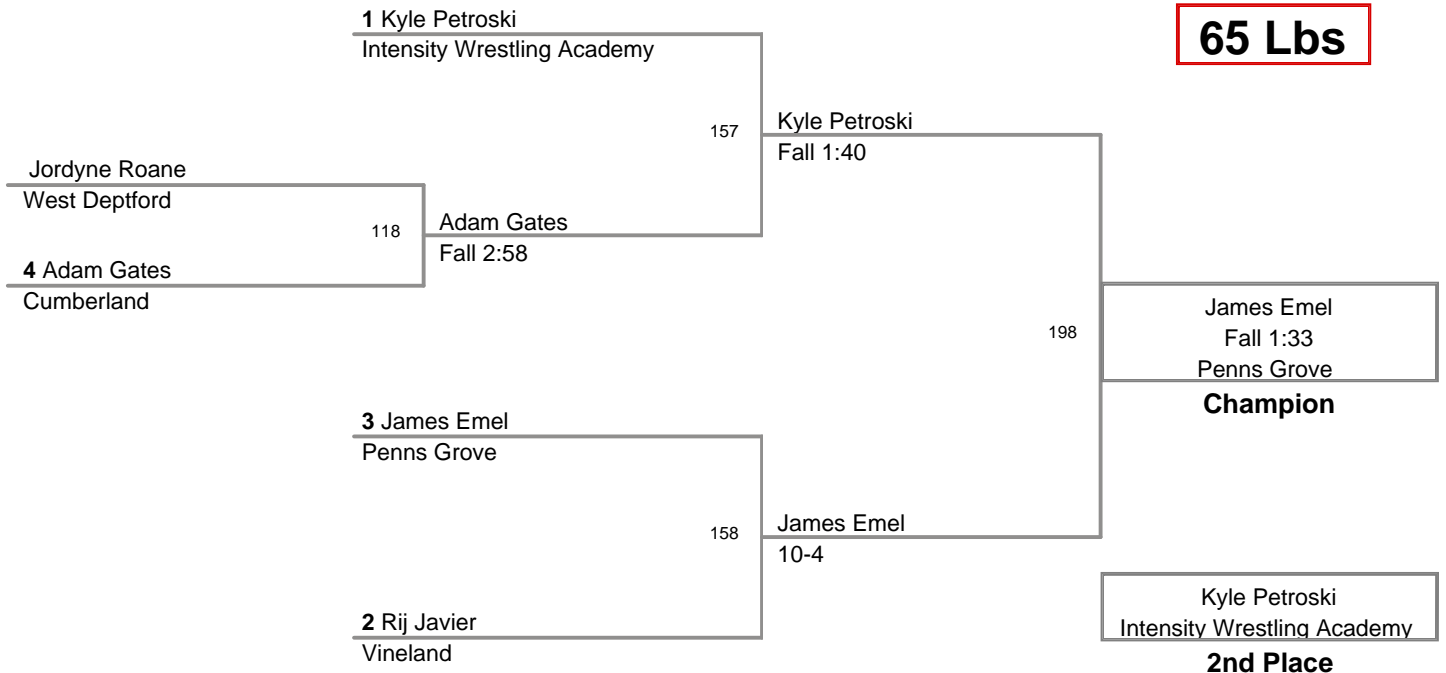 1 Kyle Petroski
Intensity Wrestling Academy
65 Lbs
157
Kyle Petroski
Fall 1:40
Jordyne Roane
West Deptford
118
Adam Gates
Fall 2:58
4 Adam Gates
Cumberland
198
James Emel
Fall 1:33
Penns Grove
Champion
3 James Emel
Penns Grove
158
James Emel
10-4
2 Rij Javier
Vineland
Kyle Petroski
Intensity Wrestling Academy
2nd Place